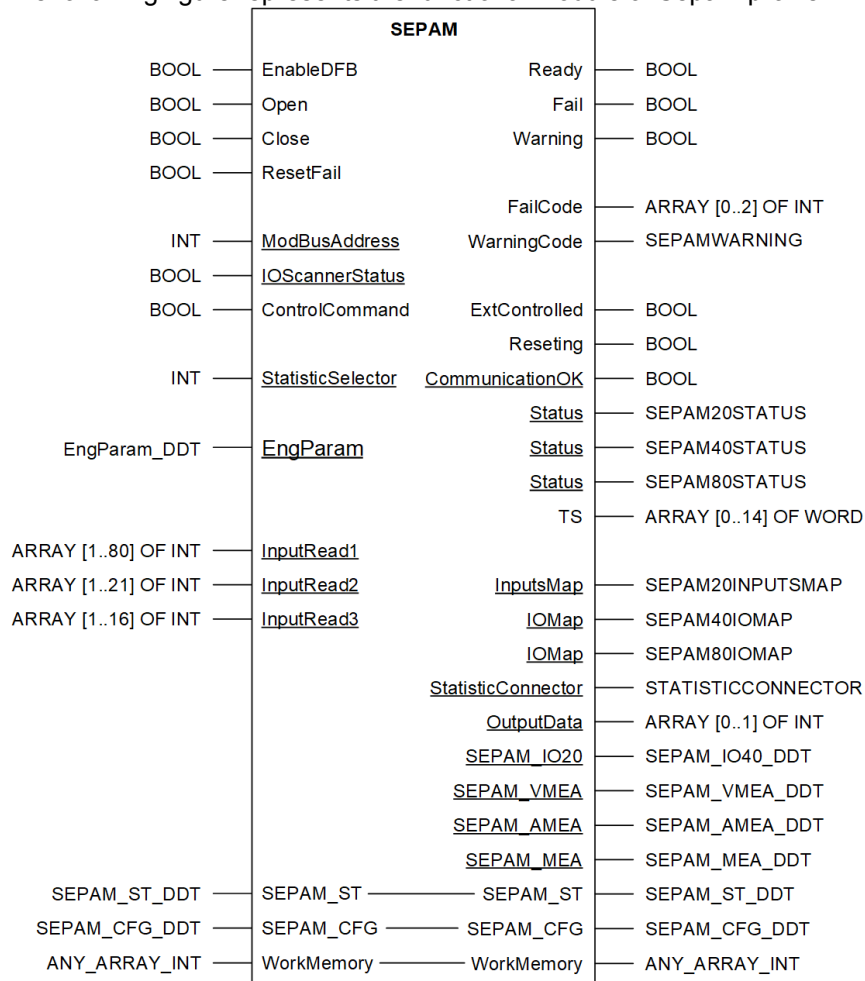 SEPAM
BOOL EnableDFB Ready BOOL
BOOL Open Fail BOOL
BOOL Close Warning BOOL
BOOL ResetFail
FailCode ARRAY [0..2] OF INT
INT ModBusAddress WarningCode SEPAMWARNING
BOOL IOScannerStatus
BOOL ControlCommand ExtControlled BOOL
Reseting BOOL
INT StatisticSelector CommunicationOK BOOL
Status SEPAM20STATUS
EngParam_DDT EngParam Status SEPAM40STATUS
Status SEPAM80STATUS
TS ARRAY [0..14] OF WORD
ARRAY [1..80] OF INT InputRead1
ARRAY [1..21] OF INT InputRead2 InputsMap SEPAM20INPUTSMAP
ARRAY [1..16] OF INT InputRead3 IOMap SEPAM40IOMAP
IOMap SEPAM80IOMAP
StatisticConnector STATISTICCONNECTOR
OutputData ARRAY [0..1] OF INT
SEPAM_IO20 SEPAM_IO40_DDT
SEPAM_VMEA SEPAM_VMEA_DDT
SEPAM_AMEA SEPAM_AMEA_DDT
SEPAM_MEA SEPAM_MEA_DDT
SEPAM_ST_DDT SEPAM_ST SEPAM_ST SEPAM_ST_DDT
SEPAM_CFG_DDT SEPAM_CFG SEPAM_CFG SEPAM_CFG_DDT
ANY_ARRAY_INT WorkMemory WorkMemory ANY_ARRAY_INT